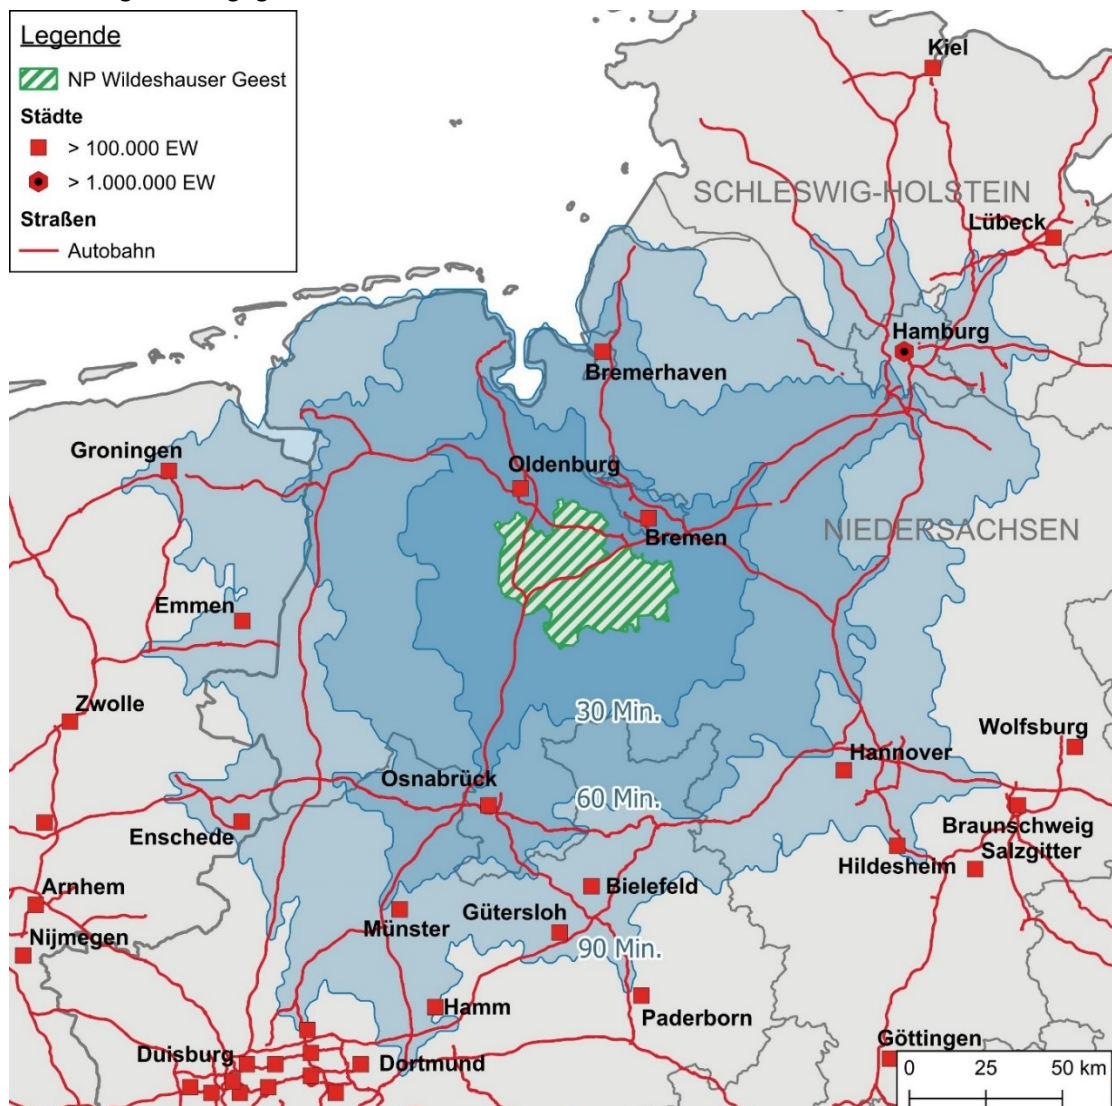 Legende
NP Wildeshauser Geest
Städte
> 100.000 EW
> 1.000.000 EW
Straßen
Autobahn
Kiel
SCHLESWIG-HOLSTEIN
Lübeck
Hamburg
Bremerhaven
Groningen
Oldenburg
Bremen
NIEDERSACHSEN
Emmen
Zwolle
30 Min.
Wolfsburg
Hannover
Osnabrück
60 Min.
Enschede
Braunschweig
Salzgitter
Hildesheim
Arnhem
Bielefeld
Gütersloh
Münster
Nijmegen
90 Min.
Hamm
Paderborn
Göttingen
Duisburg
Dortmund
0 25 50 km